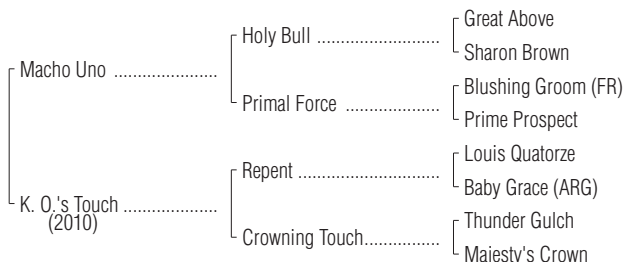 Great Above
Holy Bull ............................
Sharon Brown
Macho Uno ........................
Blushing Groom (FR)
Primal Force .....................
Prime Prospect
Louis Quatorze
Repent ................................
Baby Grace (ARG)
K. O.'s Touch .....................
(2010)
Thunder Gulch
Crowning Touch.................
Majesty's Crown